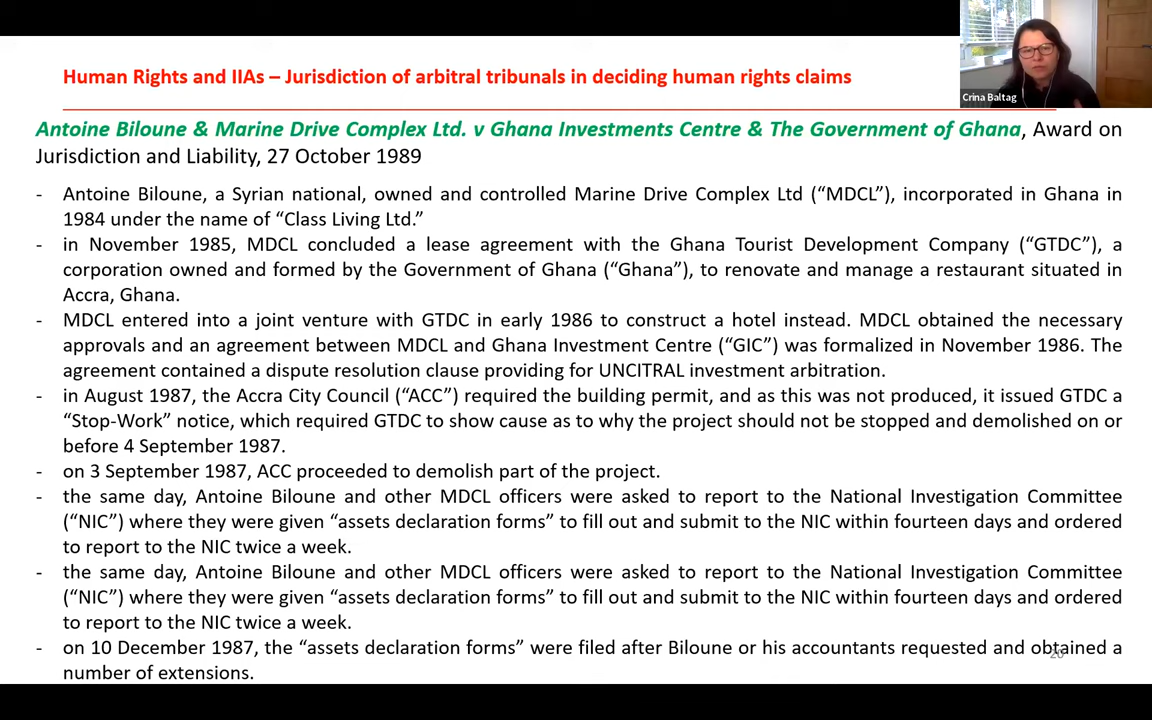 Human Rights and IIAs – Jurisdiction of arbitral tribunals in deciding human rights claims
Crina Baltag
Antoine Biloune & Marine Drive Complex Ltd. v Ghana Investments Centre & The Government of Ghana, Award on
Jurisdiction and Liability, 27 October 1989
- Antoine Biloune, a Syrian national, owned and controlled Marine Drive Complex Ltd (“MDCL”), incorporated in Ghana in
1984 under the name of “Class Living Ltd.”
- in November 1985, MDCL concluded a lease agreement with the Ghana Tourist Development Company (“GTDC”), a
corporation owned and formed by the Government of Ghana (“Ghana”), to renovate and manage a restaurant situated in
Accra, Ghana.
- MDCL entered into a joint venture with GTDC in early 1986 to construct a hotel instead. MDCL obtained the necessary
approvals and an agreement between MDCL and Ghana Investment Centre (“GIC”) was formalized in November 1986. The
agreement contained a dispute resolution clause providing for UNCITRAL investment arbitration.
- in August 1987, the Accra City Council (“ACC”) required the building permit, and as this was not produced, it issued GTDC a
“Stop-Work” notice, which required GTDC to show cause as to why the project should not be stopped and demolished on or
before 4 September 1987.
- on 3 September 1987, ACC proceeded to demolish part of the project.
- the same day, Antoine Biloune and other MDCL officers were asked to report to the National Investigation Committee
(“NIC”) where they were given “assets declaration forms” to fill out and submit to the NIC within fourteen days and ordered
to report to the NIC twice a week.
- the same day, Antoine Biloune and other MDCL officers were asked to report to the National Investigation Committee
(“NIC”) where they were given “assets declaration forms” to fill out and submit to the NIC within fourteen days and ordered
to report to the NIC twice a week.
- on 10 December 1987, the “assets declaration forms” were filed after Biloune or his accountants requested and obtained a
number of extensions.
20